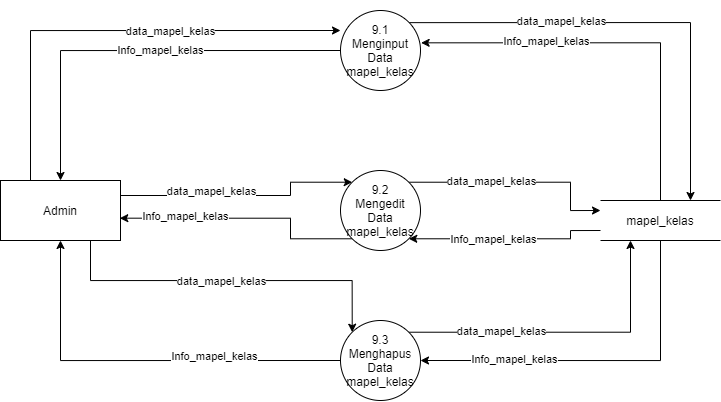 9.1
Menginput
Data
mapel_kelas
data_mapel_kelas
Info_mapel_kelas
data_mapel_kelas
Info_mapel_kelas
Admin
data_mapel_kelas
Info_mapel_kelas
9.2
Mengedit
Data
mapel_kelas
data_mapel_kelas
Info_mapel_kelas
mapel_kelas
data_mapel_kelas
Info_mapel_kelas
9.3
Menghapus
Data
mapel_kelas
data_mapel_kelas
Info_mapel_kelas